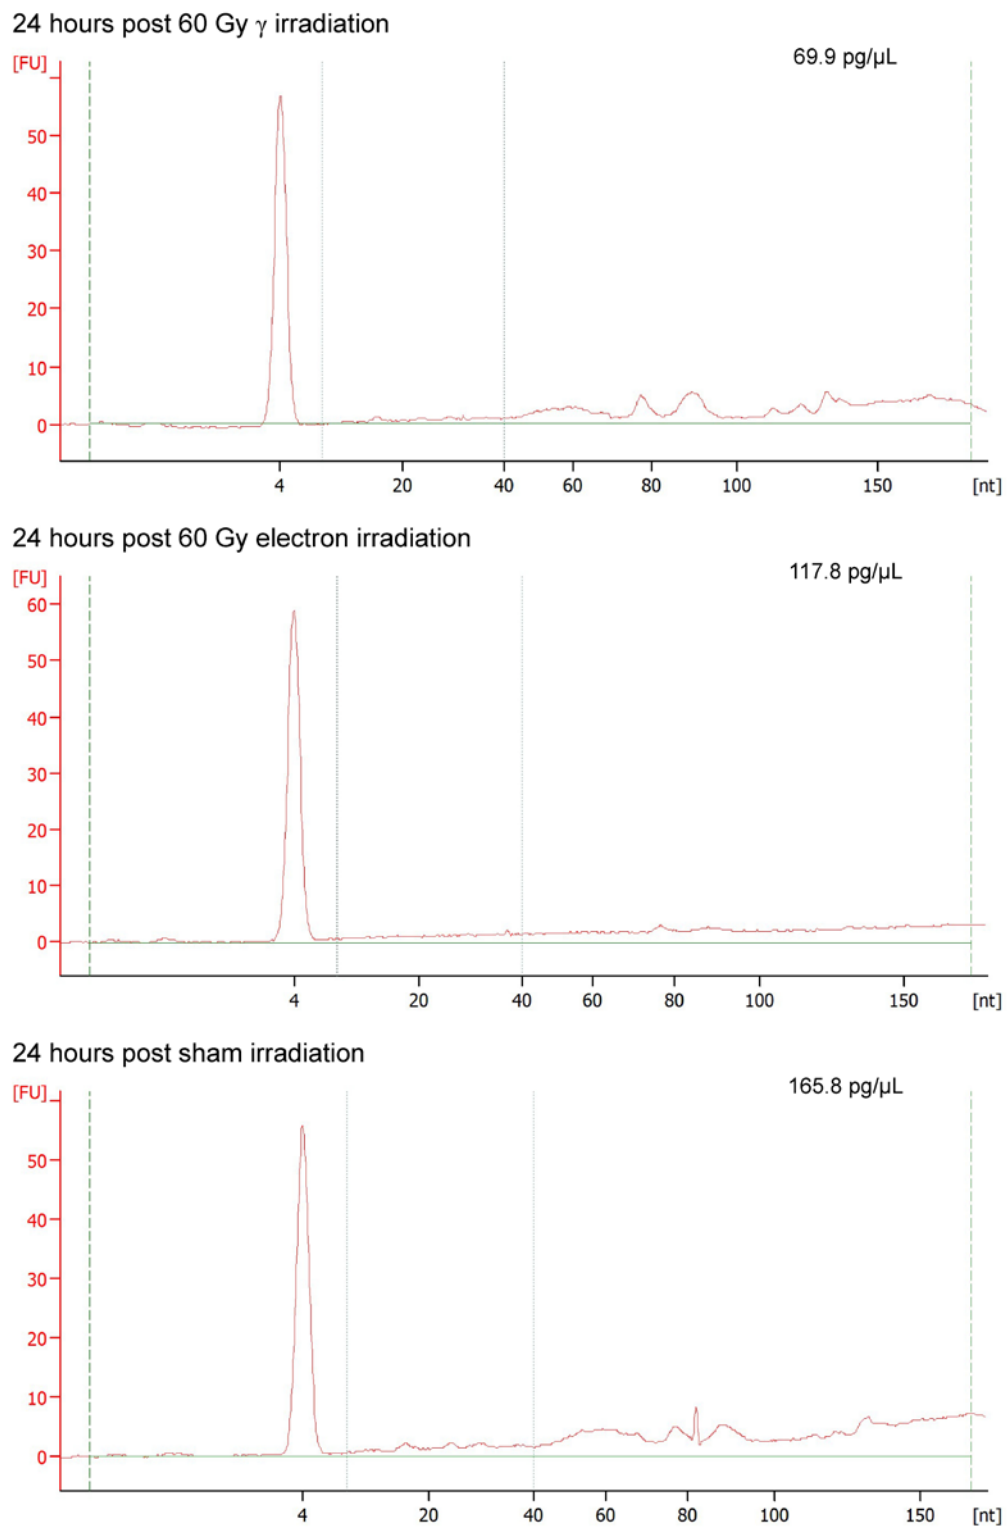 24 hours post 60 Gy γ irradiation
[FU]
69.9 pg/µL
50
40
30
20
10
0
4 20 40 60 80 100 150 [nt]
24 hours post 60 Gy electron irradiation
[FU]
117.8 pg/µL
60
50
40
30
20
10
0
4 20 40 60 80 100 150 [nt]
24 hours post sham irradiation
[FU]
165.8 pg/µL
50
40
30
20
10
0
4 20 40 60 80 100 150 [nt]